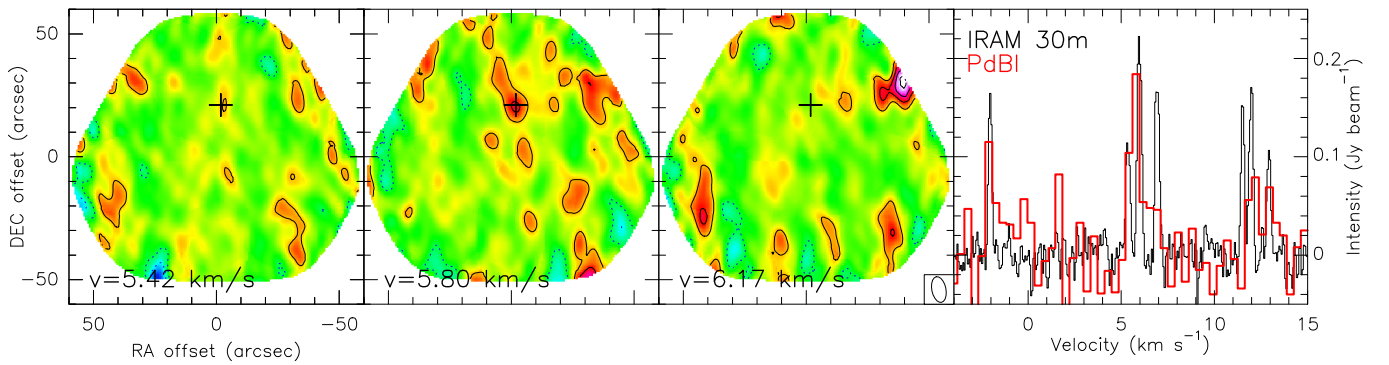 50
0
−50
DEC offset (arcsec)
50 0 −50
RA offset (arcsec)
v=5.42 km/s
v=5.80 km/s
v=6.17 km/s
IRAM 30m
PdBI
0.2
0.1
0
Intensity (Jy beam−1)
0 5 10 15
Velocity (km s−1)